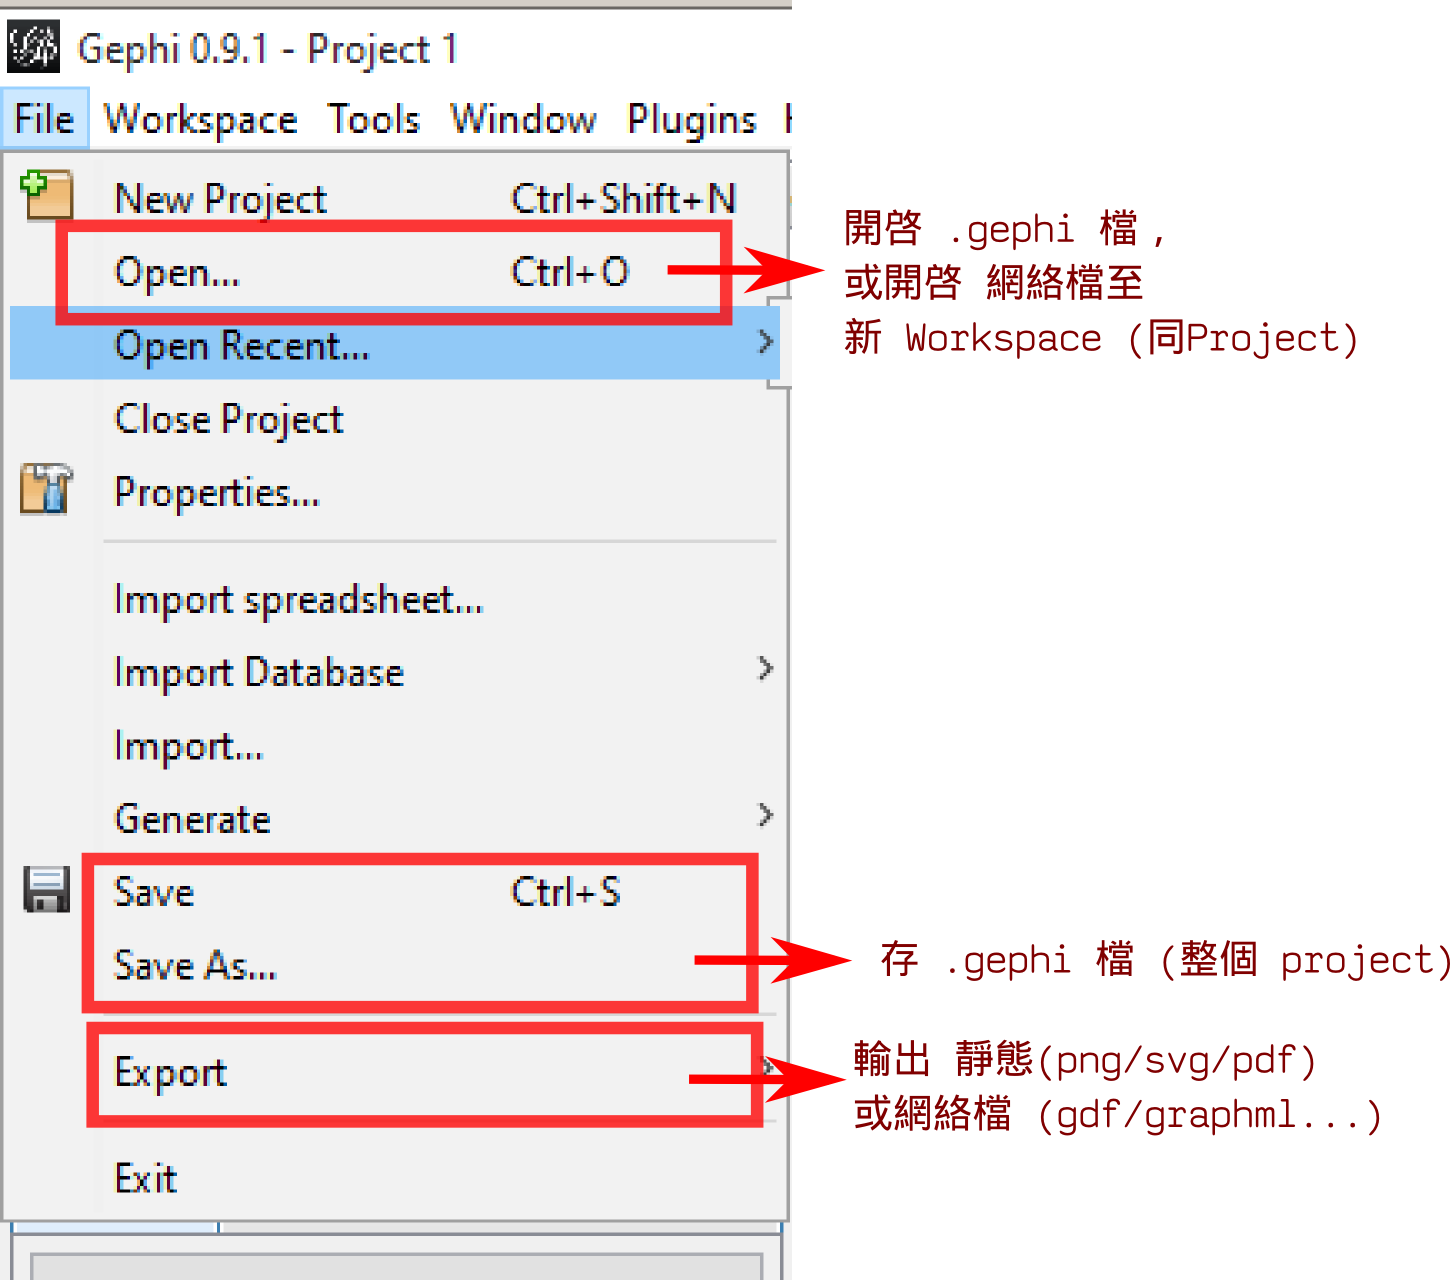 Gephi 0.9.1 - Project 1
File Workspace Tools Window Plugins
New Project Ctrl+Shift+N
Open... Ctrl+O
Open Recent...
Close Project
Properties...
Import spreadsheet...
Import Database
Import...
Generate
Save Ctrl+S
Save As...
Export
Exit
開啓 .gephi 檔,
或開啓 網絡檔至
新 Workspace (同Project)
存 .gephi 檔 (整個 project)
輸出 靜態(png/svg/pdf)
或網絡檔 (gdf/graphml...)